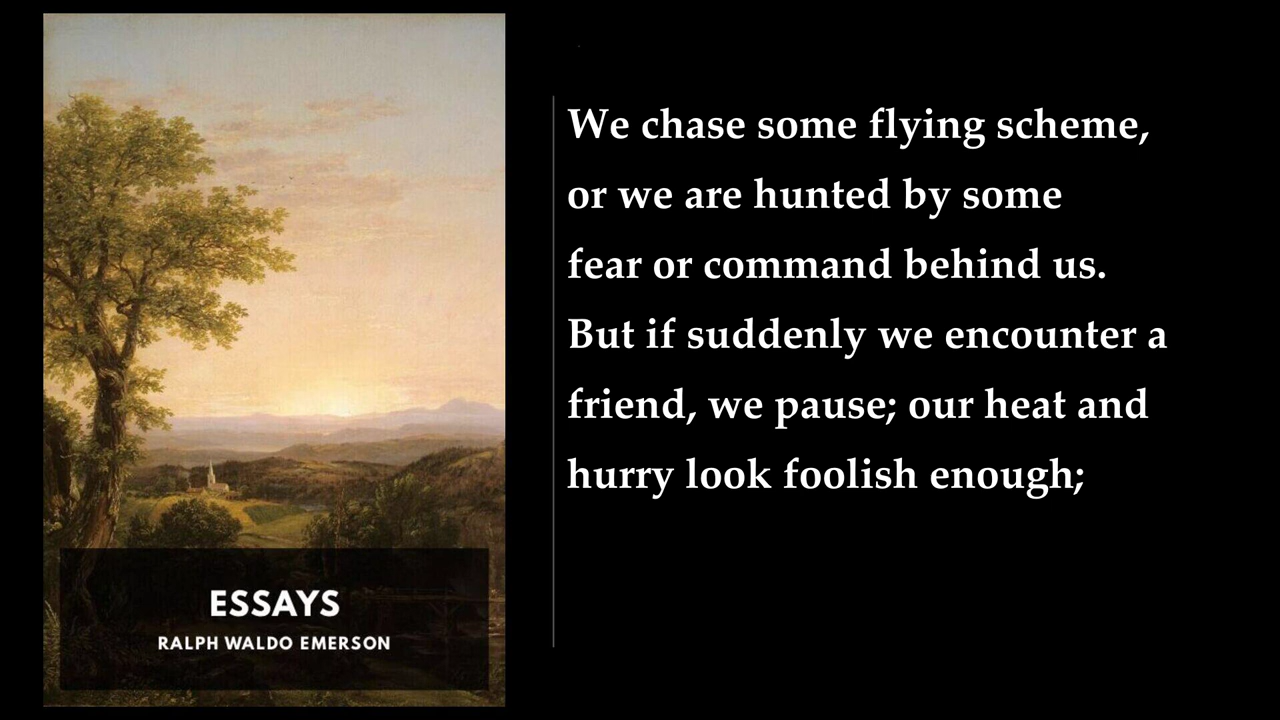 ESSAYS
RALPH WALDO EMERSON
We chase some flying scheme,
or we are hunted by some
fear or command behind us.
But if suddenly we encounter a
friend, we pause; our heat and
hurry look foolish enough;